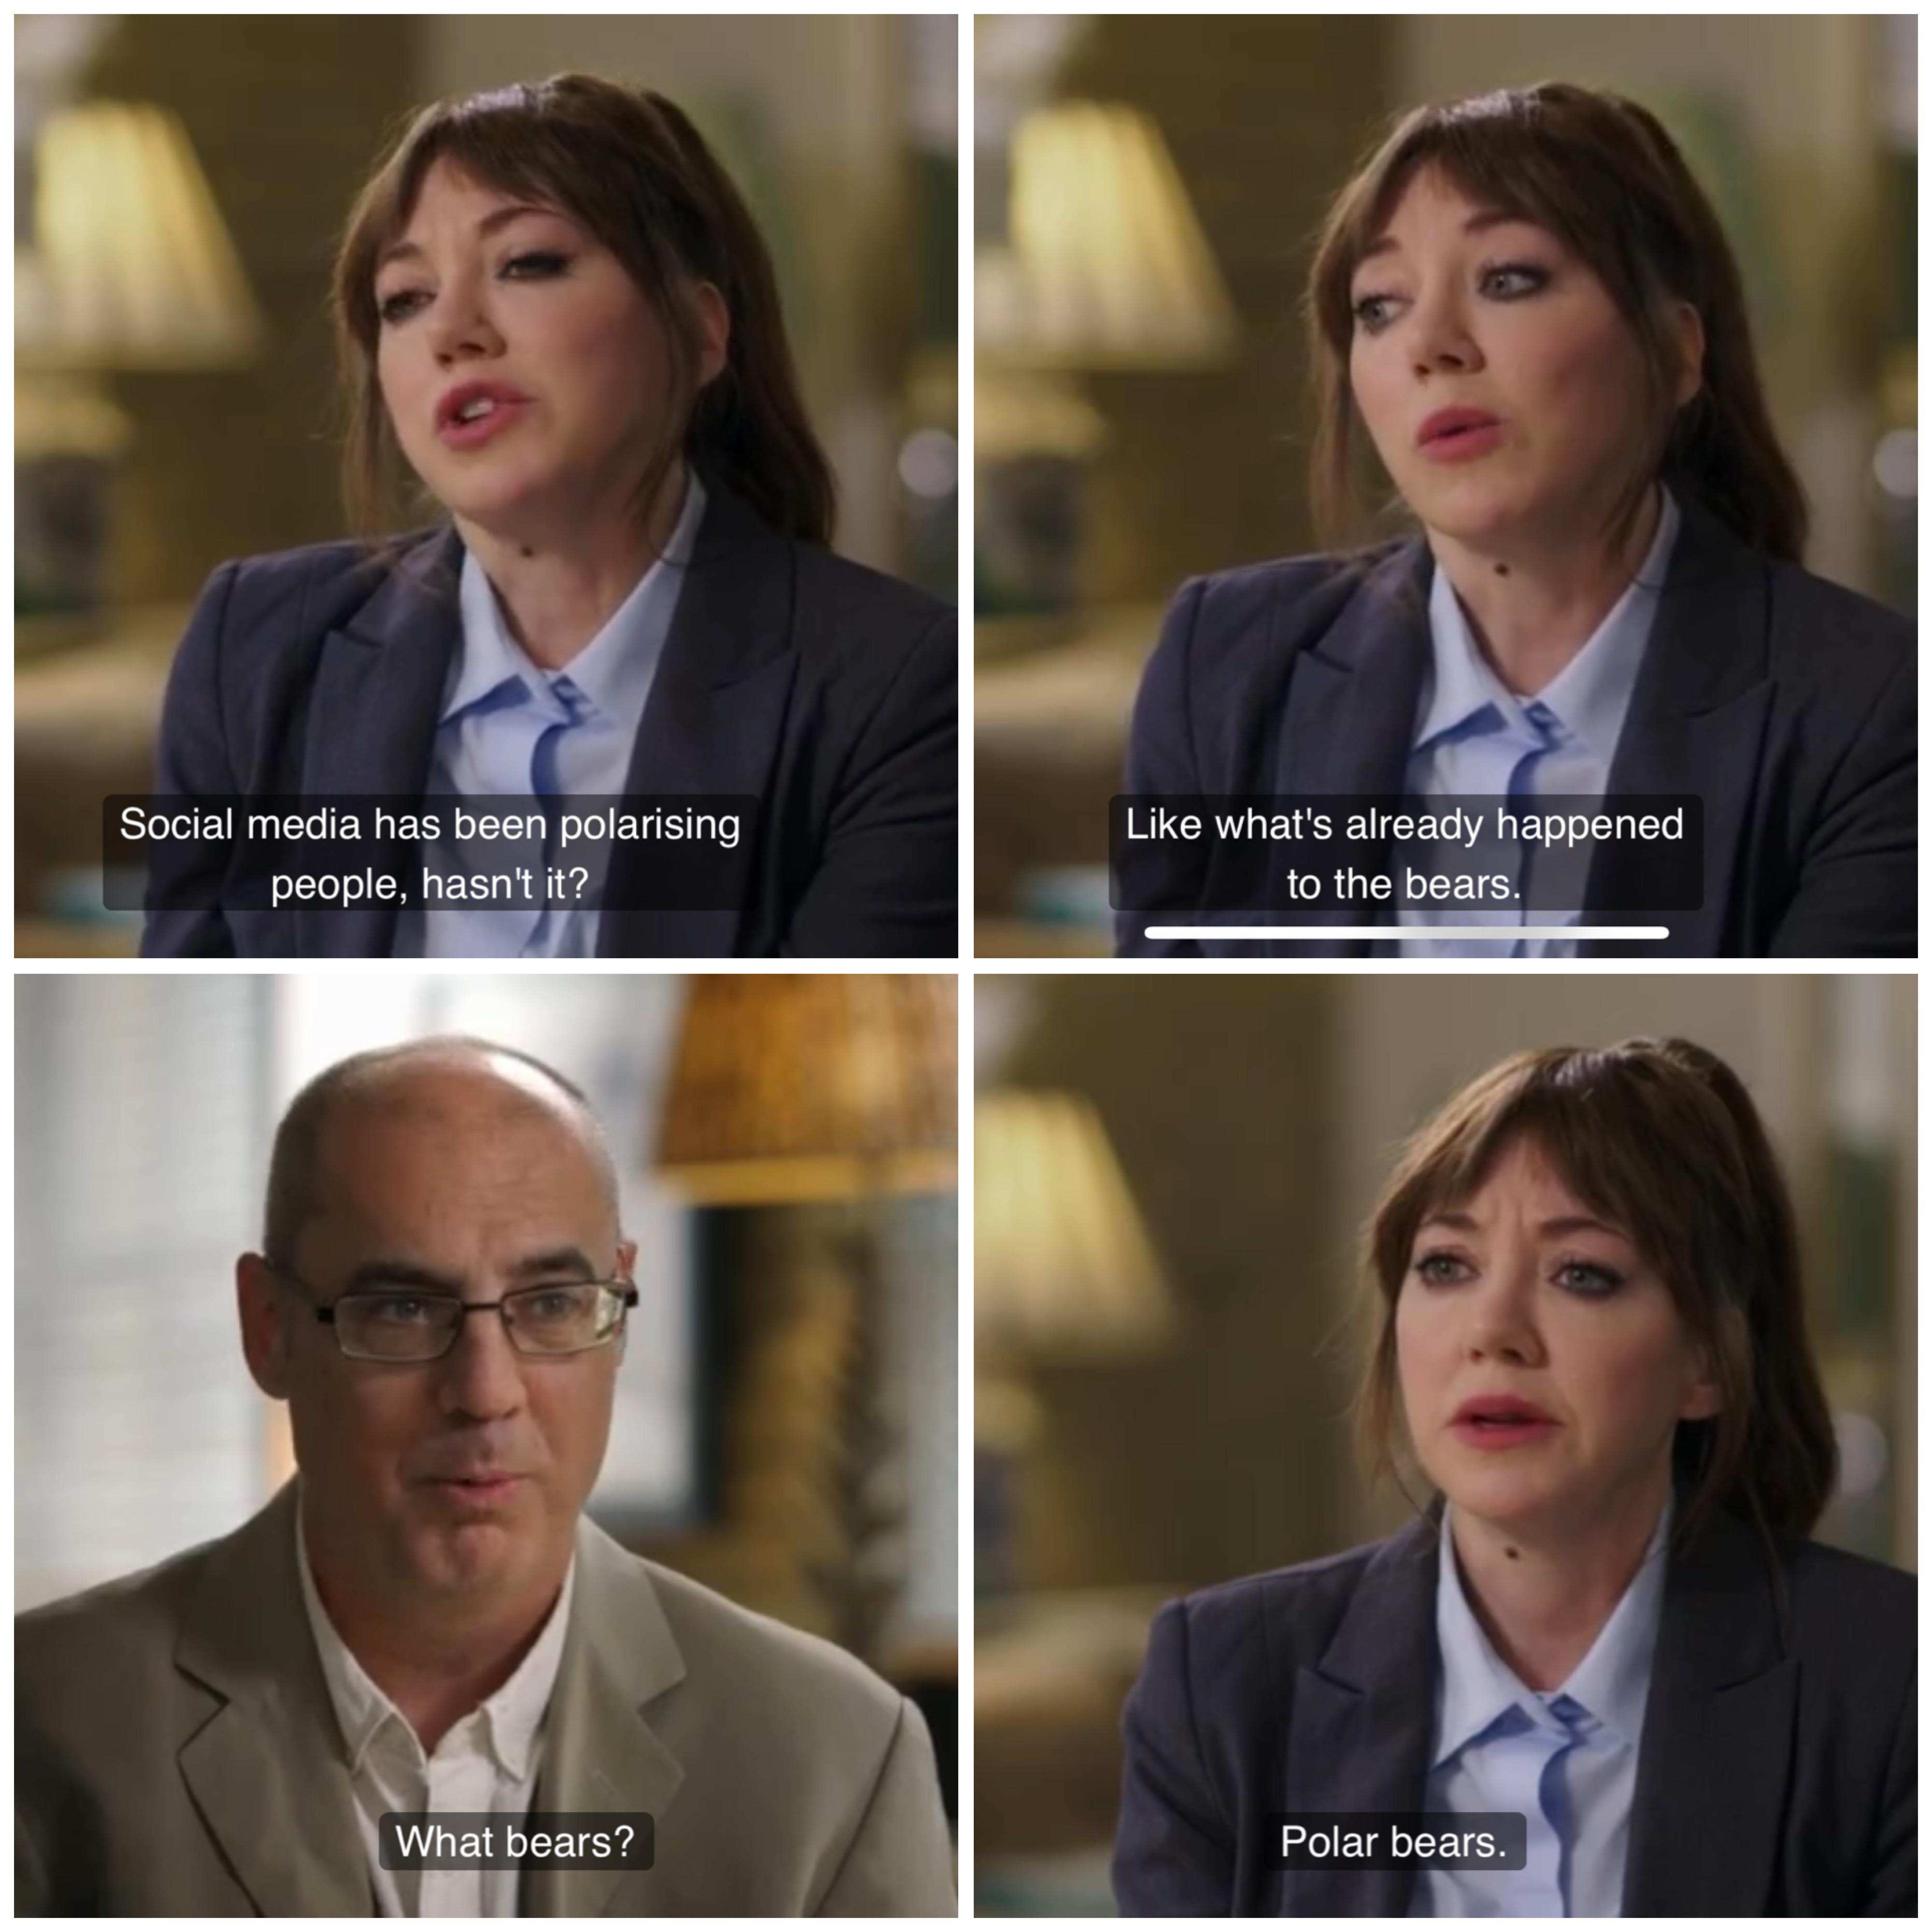 Social media has been polarising
people, hasn't it?
Like what's already happened
to the bears.
What bears?
Polar bears.